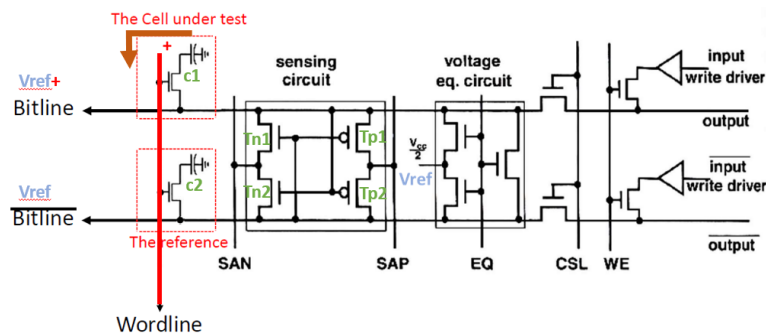 The Cell under test
+
c1
Vref+
Bitline
sensing
circuit
voltage
eq. circuit
input
write driver
Tn1
Tp1
Vcc/2
Vref
output
Tn2
Tp2
c2
Vref
Bitline
The reference
input
write driver
output
SAN
SAP
EQ
CSL
WE
Wordline